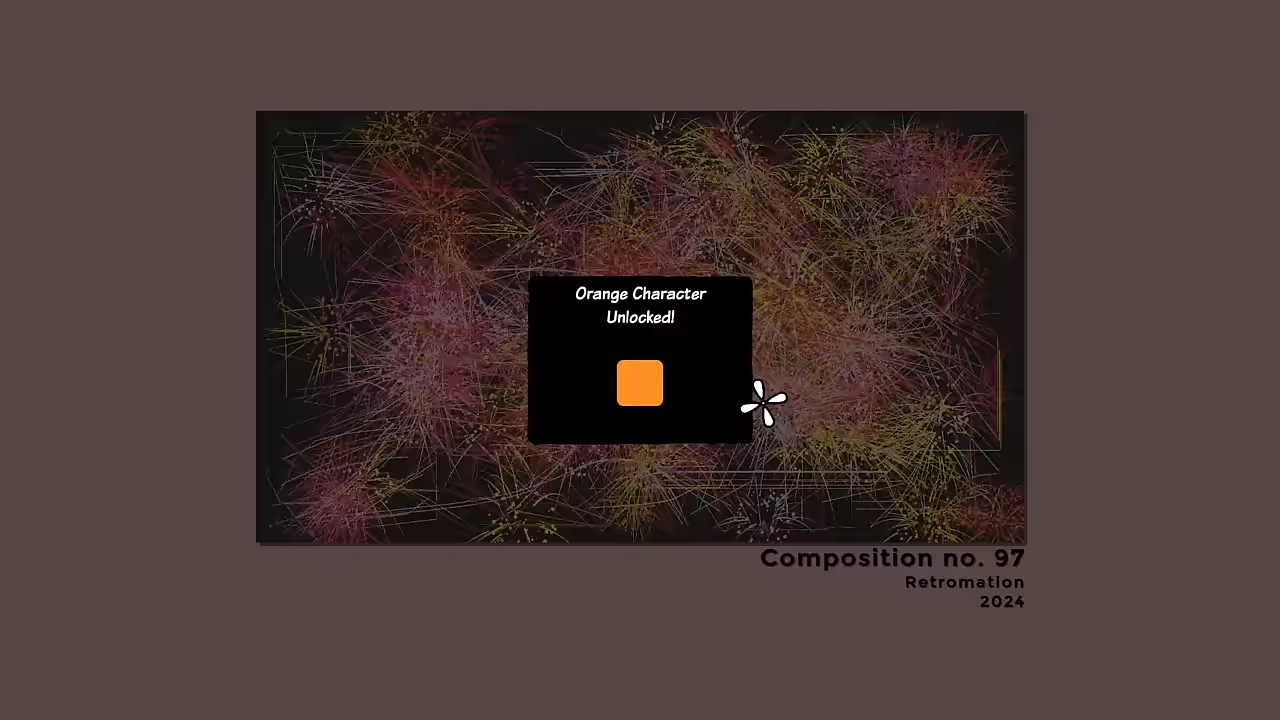 Orange Character
Unlocked!
Composition no. 97
Retromation
2024